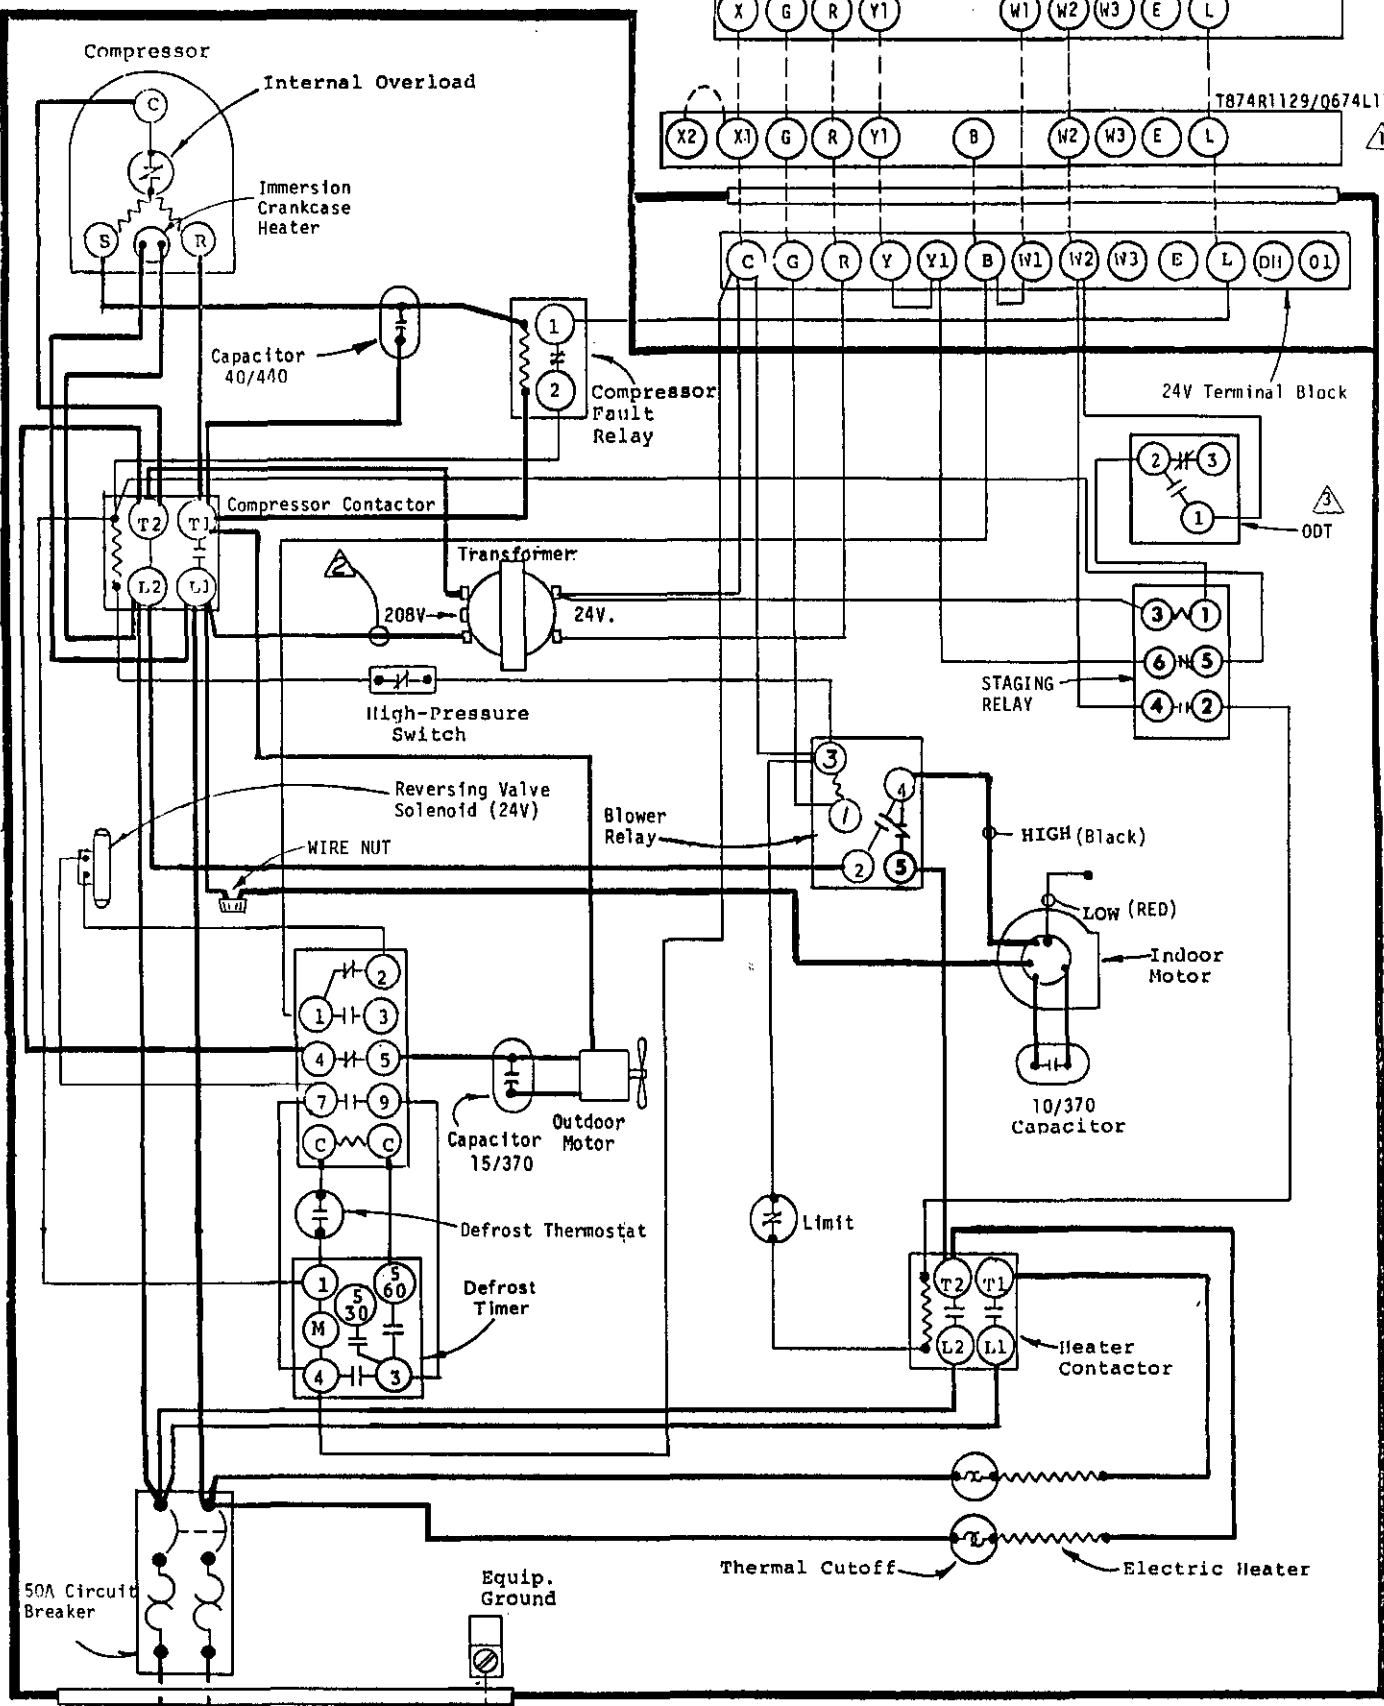 X G R Y1 W1 W2 W3 E L
T874R1129/Q674L1
X2 X1 G R Y1 B W2 W3 E L
1
C G R Y Y1 B W1 W2 W3 E L DH O1
24V Terminal Block
Compressor
Internal Overload
C
Immersion
Crankcase
Heater
S R
Capacitor
40/440
1
2
Compressor
Fault
Relay
Compressor Contactor
T2 T1
L2 L1
2
Transformer
208V
24V.
2 3
1
3
ODT
3 1
6 5
4 2
STAGING
RELAY
High-Pressure
Switch
Reversing Valve
Solenoid (24V)
WIRE NUT
Blower
Relay
3
4
1
2 5
HIGH (Black)
LOW (RED)
Indoor
Motor
10/370
Capacitor
2
1 3
4 5
7 9
C C
Capacitor
15/370
Outdoor
Motor
Defrost Thermostat
Defrost
Timer
1
S
30
S
60
M
4 3
Limit
T2 T1
L2 L1
Heater
Contactor
Thermal Cutoff
Electric Heater
50A Circuit
Breaker
Equip.
Ground